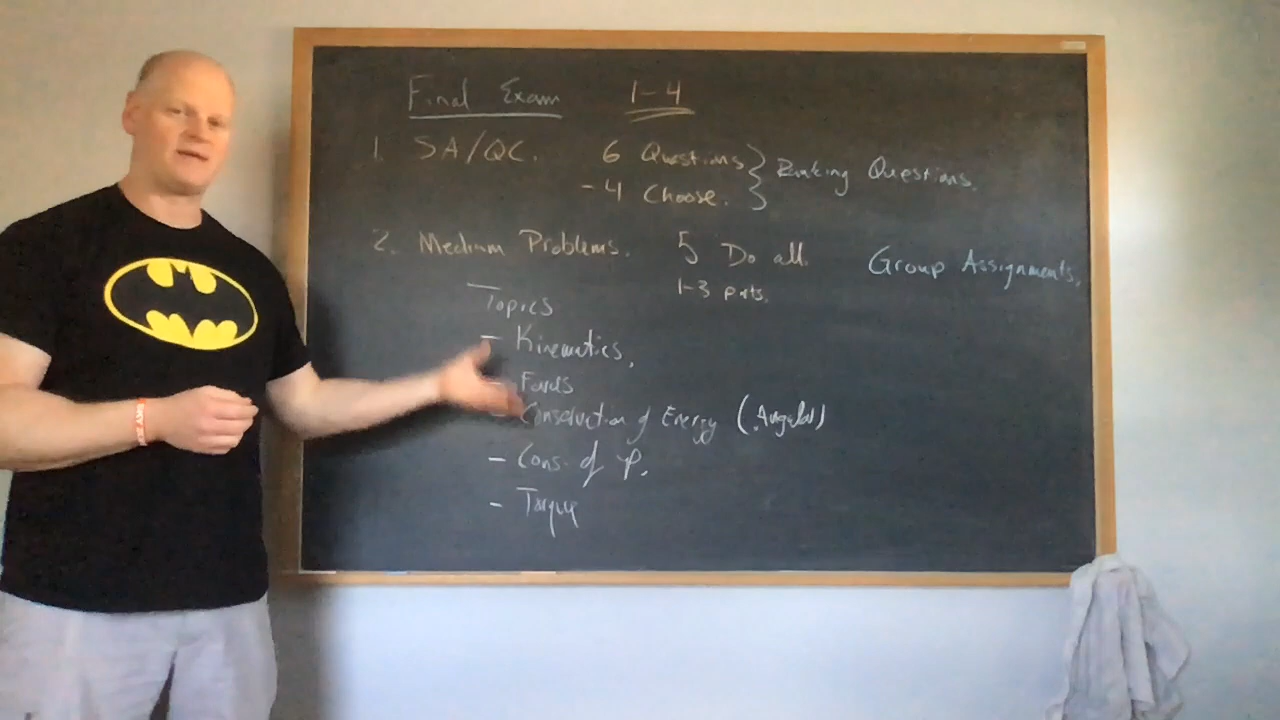 Final Exam 1-4
1. SA/QC. 6 Questions
- 4 Choose. } Ranking Questions.
2. Medium Problems. 5 Do all. Group Assignments.
1-3 parts.
Topics
- Kinematics,
- Forces
- Conservation of Energy (Angular)
- Cons. of P.
- Torque